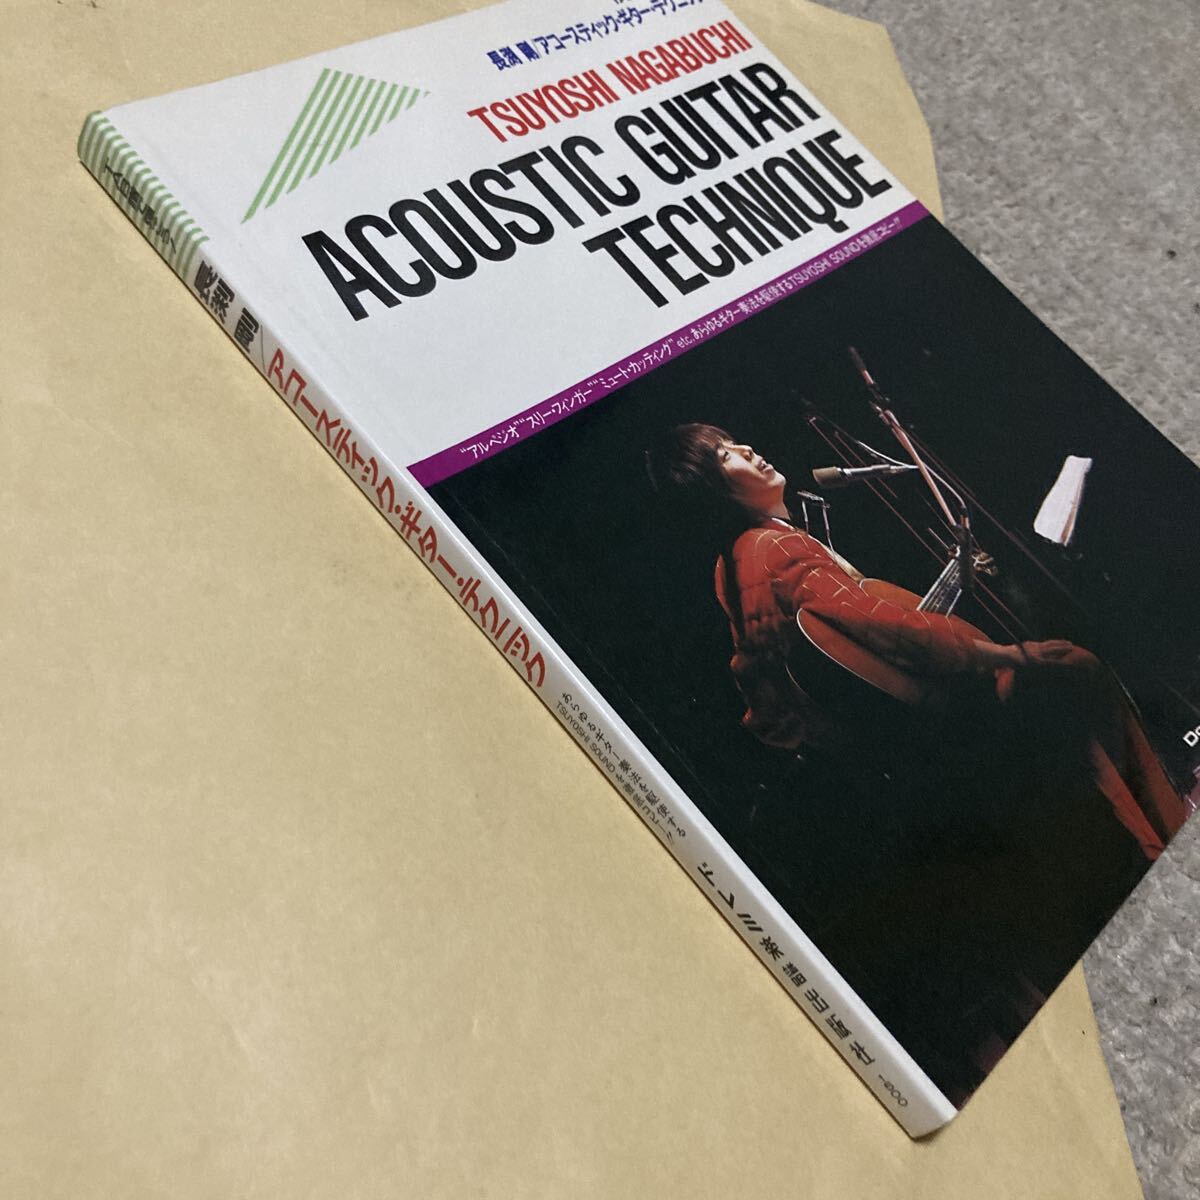 長渕 剛/アコースティック・ギター・テクニック
TSUYOSHI NAGABUCHI
ACOUSTIC GUITAR
TECHNIQUE
“アルペジオ”“スリー・フィンガー”“ミュート・カッティング” etc. あらゆるギター奏法を駆使するTSUYOSHI SOUNDを徹底コピー!!
長渕 剛/アコースティック・ギター・テクニック
あらゆるギター奏法を駆使する
TSUYOSHI SOUNDを徹底コピー!!
ドレミ楽譜出版社